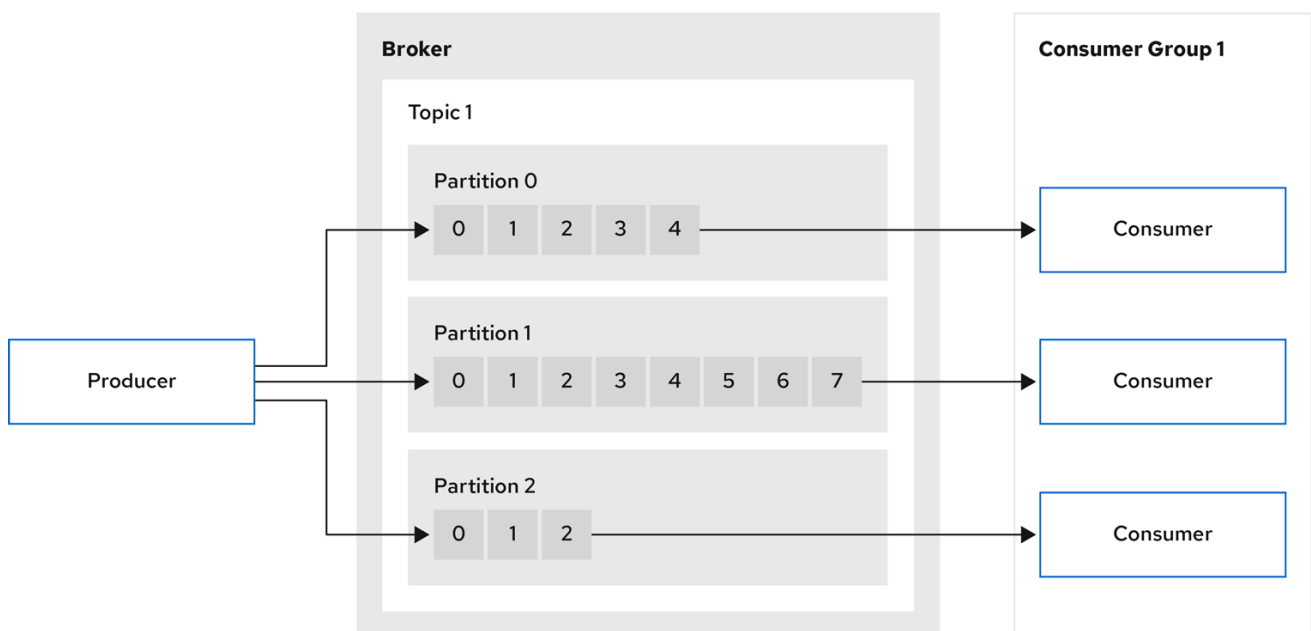 Broker
Consumer Group 1
Topic 1
Partition 0
0 1 2 3 4
Consumer
Partition 1
Producer
0 1 2 3 4 5 6 7
Consumer
Partition 2
0 1 2
Consumer